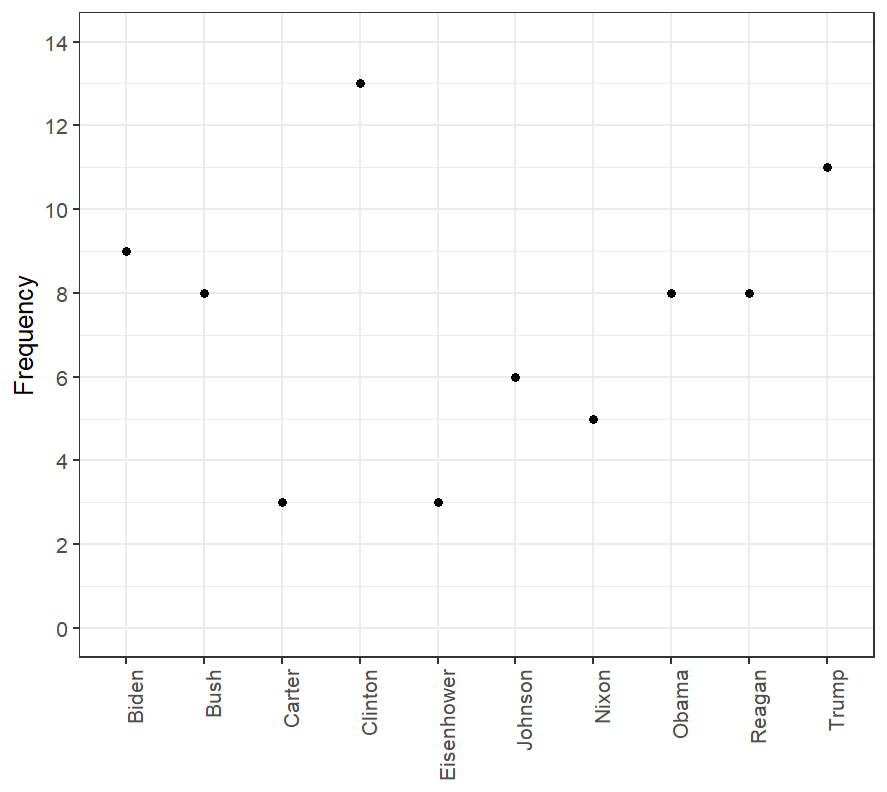 Frequency
14
12
10
8
6
4
2
0
Biden
Bush
Carter
Clinton
Eisenhower
Johnson
Nixon
Obama
Reagan
Trump